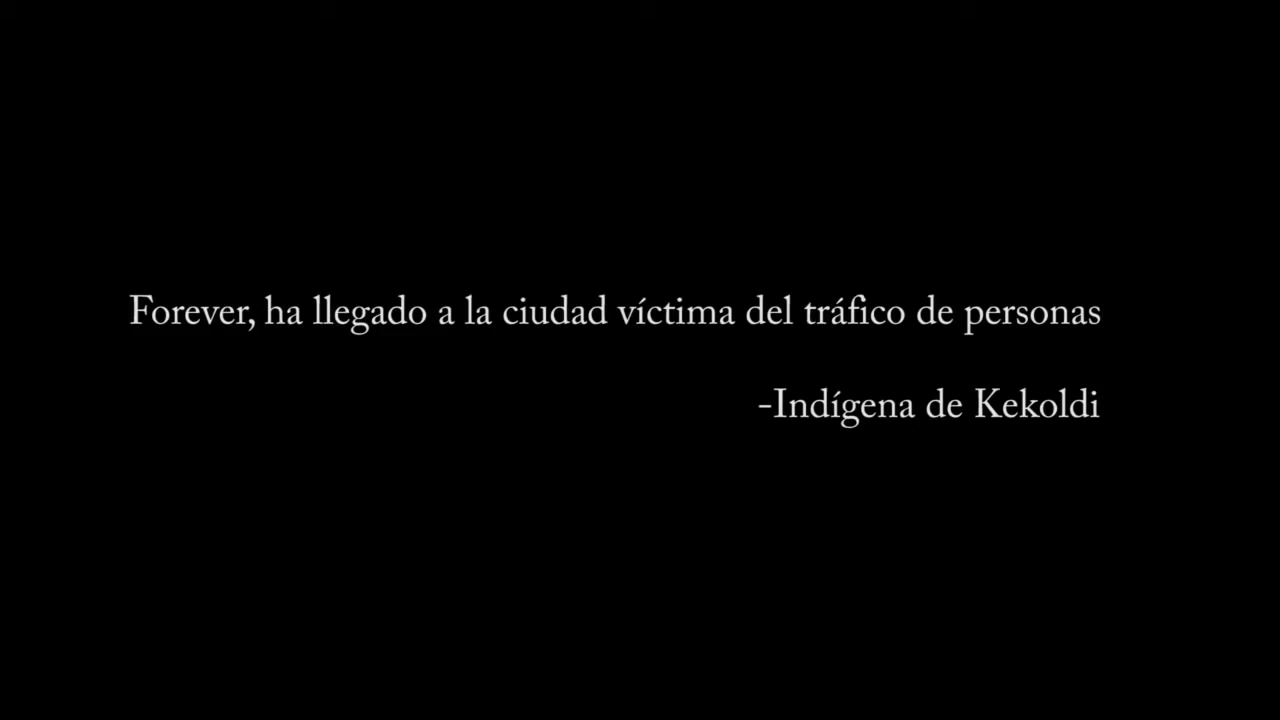 Forever, ha llegado a la ciudad víctima del tráfico de personas
-Indígena de Kekoldi